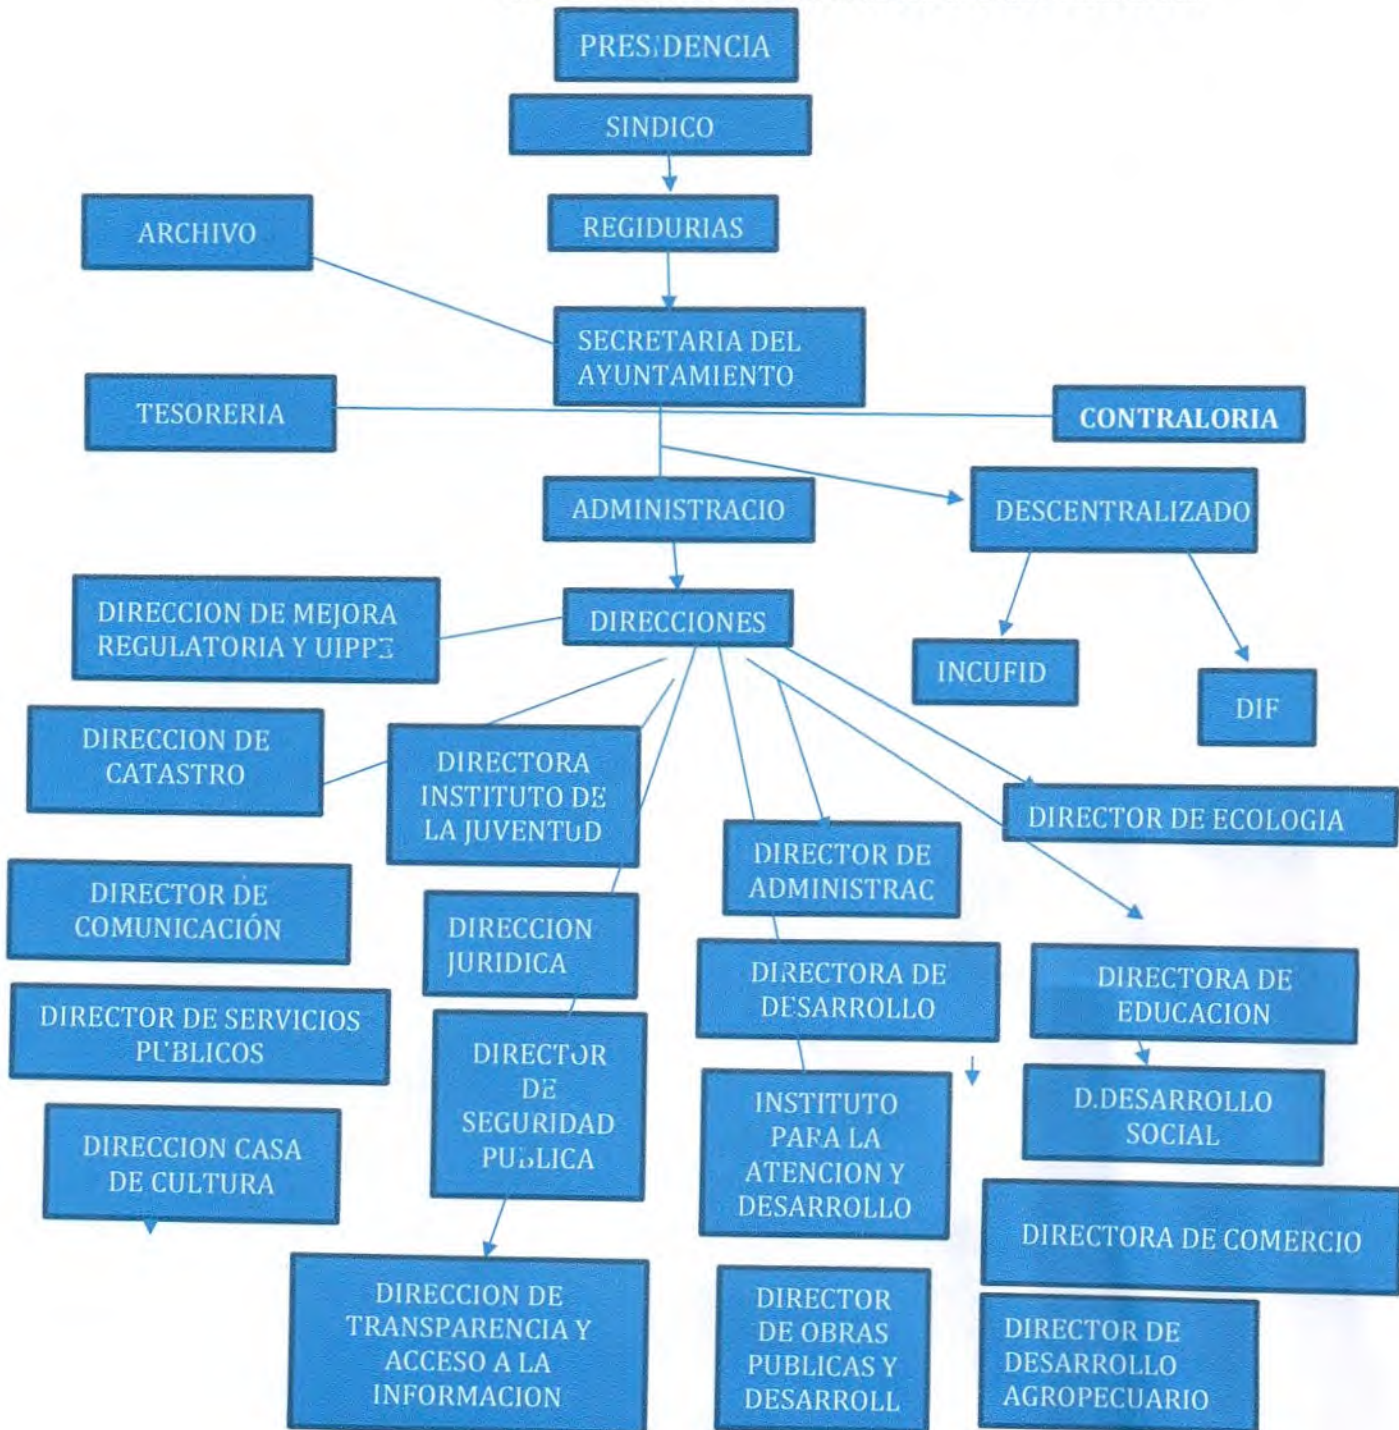 PRESIDENCIA
SINDICO
REGIDURIAS
ARCHIVO
SECRETARIA DEL
AYUNTAMIENTO
TESORERIA
CONTRALORIA
ADMINISTRACIO
DESCENTRALIZADO
DIRECCION DE MEJORA
REGULATORIA Y UIPPE
DIRECCIONES
INCUFID
DIF
DIRECCION DE
CATASTRO
DIRECTORA
INSTITUTO DE
LA JUVENTUD
DIRECTOR DE ECOLOGIA
DIRECTOR DE
ADMINISTRAC
DIRECTOR DE
COMUNICACIÓN
DIRECCION
JURIDICA
DIRECTORA DE
DESARROLLO
DIRECTORA DE
EDUCACION
DIRECTOR DE SERVICIOS
PUBLICOS
DIRECTOR
DE
SEGURIDAD
PUBLICA
INSTITUTO
PARA LA
ATENCION Y
DESARROLLO
D.DESARROLLO
SOCIAL
DIRECCION CASA
DE CULTURA
DIRECTORA DE COMERCIO
DIRECCION DE
TRANSPARENCIA Y
ACCESO A LA
INFORMACION
DIRECTOR
DE OBRAS
PUBLICAS Y
DESARROLL
DIRECTOR DE
DESARROLLO
AGROPECUARIO